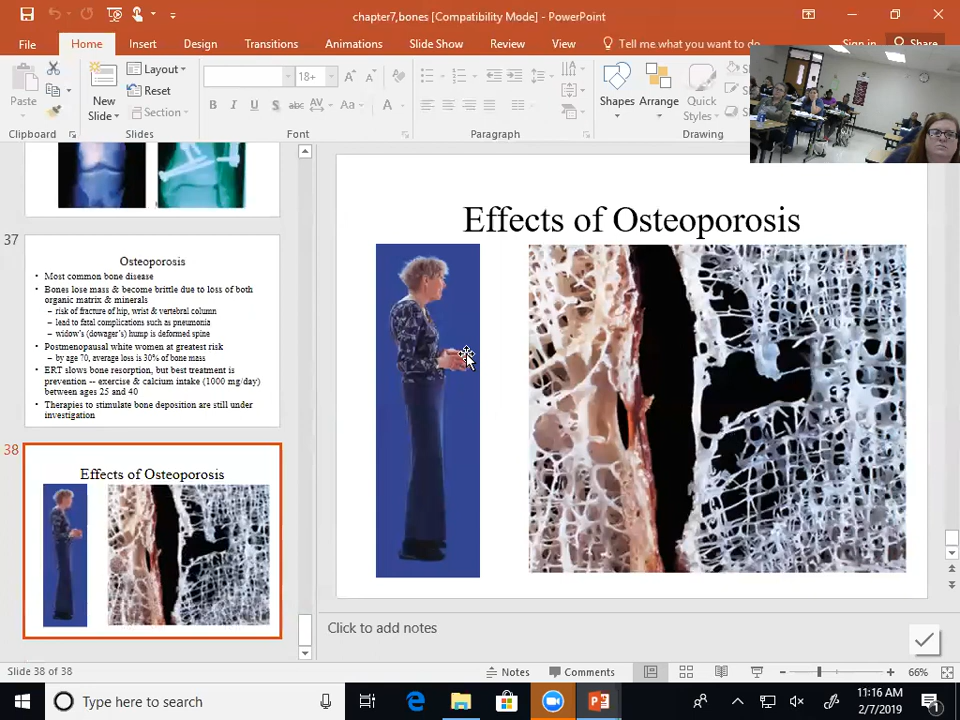 chapter7,bones [Compatibility Mode] - PowerPoint
File
Home
Insert
Design
Transitions
Animations
Slide Show
Review
View
Tell me what you want to do
Sign in
Share
Paste
New
Slide
Layout
Reset
Section
18+
B I U S abc AV Aa A
Shapes
Arrange
Quick
Styles
Clipboard
Slides
Font
Paragraph
Drawing
37
Osteoporosis
• Most common bone disease
• Bones lose mass & become brittle due to loss of both
organic matrix & minerals
– risk of fracture of hip, wrist & vertebral column
– lead to fatal complications such as pneumonia
– widow's (dowager's) hump is deformed spine
• Postmenopausal white women at greatest risk
– by age 70, average loss is 30% of bone mass
• ERT slows bone resorption, but best treatment is
prevention -- exercise & calcium intake (1000 mg/day)
between ages 25 and 40
• Therapies to stimulate bone deposition are still under
investigation
38
Effects of Osteoporosis
Effects of Osteoporosis
Click to add notes
Slide 38 of 38
Notes
Comments
66%
Type here to search
11:16 AM
2/7/2019
1